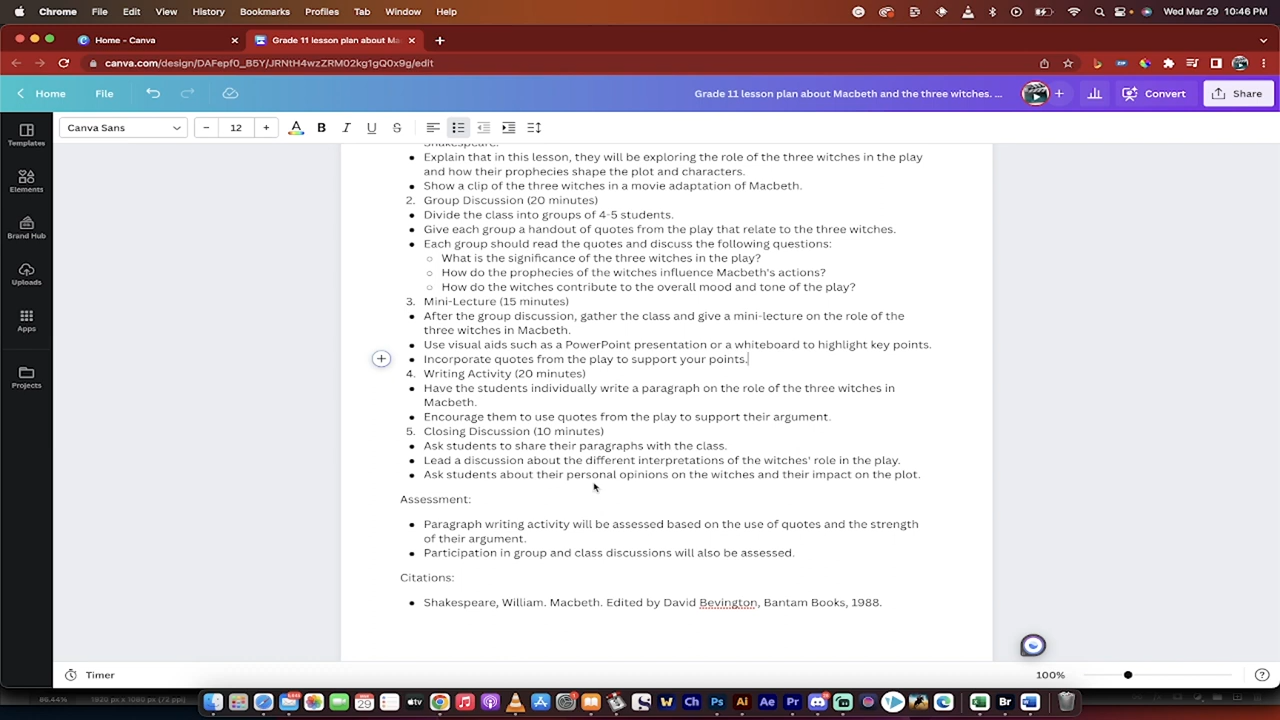 Chrome File Edit View History Bookmarks Profiles Tab Window Help Wed Mar 29 10:46 PM
Home - Canva
Grade 11 lesson plan about Ma
canva.com/design/DAFepf0_B5Y/JRNtH4wzZRM02kg1gQ0x9g/edit
Home File Grade 11 lesson plan about Macbeth and the three witches. ... Convert Share
Canva Sans 12
Templates
Elements
Brand Hub
Uploads
Apps
Projects
Shakespeare.
• Explain that in this lesson, they will be exploring the role of the three witches in the play
and how their prophecies shape the plot and characters.
• Show a clip of the three witches in a movie adaptation of Macbeth.
2. Group Discussion (20 minutes)
• Divide the class into groups of 4-5 students.
• Give each group a handout of quotes from the play that relate to the three witches.
• Each group should read the quotes and discuss the following questions:
○ What is the significance of the three witches in the play?
○ How do the prophecies of the witches influence Macbeth's actions?
○ How do the witches contribute to the overall mood and tone of the play?
3. Mini-Lecture (15 minutes)
• After the group discussion, gather the class and give a mini-lecture on the role of the
three witches in Macbeth.
• Use visual aids such as a PowerPoint presentation or a whiteboard to highlight key points.
• Incorporate quotes from the play to support your points.
4. Writing Activity (20 minutes)
• Have the students individually write a paragraph on the role of the three witches in
Macbeth.
• Encourage them to use quotes from the play to support their argument.
5. Closing Discussion (10 minutes)
• Ask students to share their paragraphs with the class.
• Lead a discussion about the different interpretations of the witches' role in the play.
• Ask students about their personal opinions on the witches and their impact on the plot.
Assessment:
• Paragraph writing activity will be assessed based on the use of quotes and the strength
of their argument.
• Participation in group and class discussions will also be assessed.
Citations:
• Shakespeare, William. Macbeth. Edited by David Bevington, Bantam Books, 1988.
Timer 100%
86.44% 1920 px x 1080 px (72 ppi)